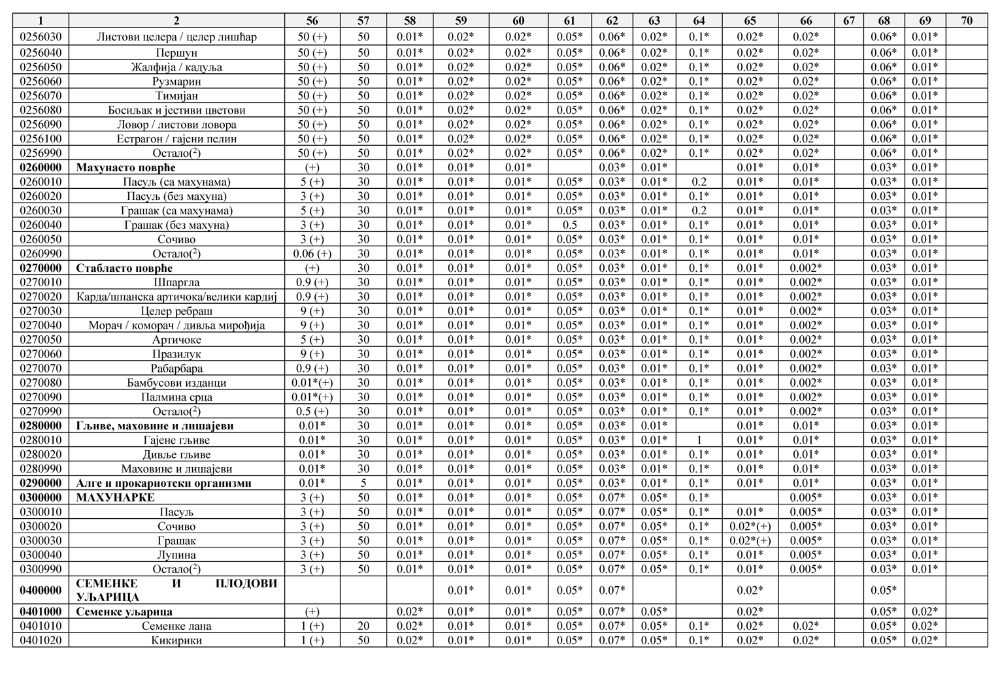 1 2 56 57 58 59 60 61 62 63 64 65 66 67 68 69 70
0256030 Листови целера / целер лишћар 50 (+) 50 0.01* 0.02* 0.02* 0.05* 0.06* 0.02* 0.1* 0.02* 0.02* 0.06* 0.01*
0256040 Першун 50 (+) 50 0.01* 0.02* 0.02* 0.05* 0.06* 0.02* 0.1* 0.02* 0.02* 0.06* 0.01*
0256050 Жалфија / кадуља 50 (+) 50 0.01* 0.02* 0.02* 0.05* 0.06* 0.02* 0.1* 0.02* 0.02* 0.06* 0.01*
0256060 Рузмарин 50 (+) 50 0.01* 0.02* 0.02* 0.05* 0.06* 0.02* 0.1* 0.02* 0.02* 0.06* 0.01*
0256070 Тимијан 50 (+) 50 0.01* 0.02* 0.02* 0.05* 0.06* 0.02* 0.1* 0.02* 0.02* 0.06* 0.01*
0256080 Босиљак и јестиви цветови 50 (+) 50 0.01* 0.02* 0.02* 0.05* 0.06* 0.02* 0.1* 0.02* 0.02* 0.06* 0.01*
0256090 Ловор / листови ловора 50 (+) 50 0.01* 0.02* 0.02* 0.05* 0.06* 0.02* 0.1* 0.02* 0.02* 0.06* 0.01*
0256100 Естрагон / гајени пелин 50 (+) 50 0.01* 0.02* 0.02* 0.05* 0.06* 0.02* 0.1* 0.02* 0.02* 0.06* 0.01*
0256990 Остало(2) 50 (+) 50 0.01* 0.02* 0.02* 0.05* 0.06* 0.02* 0.1* 0.02* 0.02* 0.06* 0.01*
0260000 Махунасто поврће (+) 30 0.01* 0.01* 0.01* 0.03* 0.01* 0.01* 0.01* 0.03* 0.01*
0260010 Пасуљ (са махунама) 5 (+) 30 0.01* 0.01* 0.01* 0.05* 0.03* 0.01* 0.2 0.01* 0.01* 0.03* 0.01*
0260020 Пасуљ (без махуна) 3 (+) 30 0.01* 0.01* 0.01* 0.05* 0.03* 0.01* 0.1* 0.01* 0.01* 0.03* 0.01*
0260030 Грашак (са махунама) 5 (+) 30 0.01* 0.01* 0.01* 0.05* 0.03* 0.01* 0.2 0.01* 0.01* 0.03* 0.01*
0260040 Грашак (без махуна) 3 (+) 30 0.01* 0.01* 0.01* 0.5 0.03* 0.01* 0.1* 0.01* 0.01* 0.03* 0.01*
0260050 Сочиво 3 (+) 30 0.01* 0.01* 0.01* 0.05* 0.03* 0.01* 0.1* 0.01* 0.01* 0.03* 0.01*
0260990 Остало(2) 0.06 (+) 30 0.01* 0.01* 0.01* 0.05* 0.03* 0.01* 0.1* 0.01* 0.01* 0.03* 0.01*
0270000 Стабласто поврће (+) 30 0.01* 0.01* 0.01* 0.05* 0.03* 0.01* 0.1* 0.01* 0.002* 0.03* 0.01*
0270010 Шпаргла 0.9 (+) 30 0.01* 0.01* 0.01* 0.05* 0.03* 0.01* 0.1* 0.01* 0.002* 0.03* 0.01*
0270020 Карда/шпанска артичока/велики кардиј 0.9 (+) 30 0.01* 0.01* 0.01* 0.05* 0.03* 0.01* 0.1* 0.01* 0.002* 0.03* 0.01*
0270030 Целер ребраш 9 (+) 30 0.01* 0.01* 0.01* 0.05* 0.03* 0.01* 0.1* 0.01* 0.002* 0.03* 0.01*
0270040 Морач / коморач / дивља мирођија 9 (+) 30 0.01* 0.01* 0.01* 0.05* 0.03* 0.01* 0.1* 0.01* 0.002* 0.03* 0.01*
0270050 Артичоке 5 (+) 30 0.01* 0.01* 0.01* 0.05* 0.03* 0.01* 0.1* 0.01* 0.002* 0.03* 0.01*
0270060 Празилук 9 (+) 30 0.01* 0.01* 0.01* 0.05* 0.03* 0.01* 0.1* 0.01* 0.002* 0.03* 0.01*
0270070 Рабарбара 0.9 (+) 30 0.01* 0.01* 0.01* 0.05* 0.03* 0.01* 0.1* 0.01* 0.002* 0.03* 0.01*
0270080 Бамбусови изданци 0.01*(+) 30 0.01* 0.01* 0.01* 0.05* 0.03* 0.01* 0.1* 0.01* 0.002* 0.03* 0.01*
0270090 Палмина срца 0.01*(+) 30 0.01* 0.01* 0.01* 0.05* 0.03* 0.01* 0.1* 0.01* 0.002* 0.03* 0.01*
0270990 Остало(2) 0.5 (+) 30 0.01* 0.01* 0.01* 0.05* 0.03* 0.01* 0.1* 0.01* 0.002* 0.03* 0.01*
0280000 Гљиве, маховине и лишајеви 0.01* 30 0.01* 0.01* 0.01* 0.05* 0.03* 0.01* 0.01* 0.01* 0.03* 0.01*
0280010 Гајене гљиве 0.01* 30 0.01* 0.01* 0.01* 0.05* 0.03* 0.01* 1 0.01* 0.01* 0.03* 0.01*
0280020 Дивље гљиве 0.01* 30 0.01* 0.01* 0.01* 0.05* 0.03* 0.01* 0.1* 0.01* 0.01* 0.03* 0.01*
0280990 Маховине и лишајеви 0.01* 30 0.01* 0.01* 0.01* 0.05* 0.03* 0.01* 0.1* 0.01* 0.01* 0.03* 0.01*
0290000 Алге и прокариотски организми 0.01* 5 0.01* 0.01* 0.01* 0.05* 0.03* 0.01* 0.1* 0.01* 0.01* 0.03* 0.01*
0300000 МАХУНАРКЕ 3 (+) 50 0.01* 0.01* 0.01* 0.05* 0.07* 0.05* 0.1* 0.005* 0.03* 0.01*
0300010 Пасуљ 3 (+) 50 0.01* 0.01* 0.01* 0.05* 0.07* 0.05* 0.1* 0.01* 0.005* 0.03* 0.01*
0300020 Сочиво 3 (+) 50 0.01* 0.01* 0.01* 0.05* 0.07* 0.05* 0.1* 0.02*(+) 0.005* 0.03* 0.01*
0300030 Грашак 3 (+) 50 0.01* 0.01* 0.01* 0.05* 0.07* 0.05* 0.1* 0.02*(+) 0.005* 0.03* 0.01*
0300040 Лупина 3 (+) 50 0.01* 0.01* 0.01* 0.05* 0.07* 0.05* 0.1* 0.01* 0.005* 0.03* 0.01*
0300990 Остало(2) 3 (+) 50 0.01* 0.01* 0.01* 0.05* 0.07* 0.05* 0.1* 0.01* 0.005* 0.03* 0.01*
0400000 СЕМЕНКЕ И ПЛОДОВИ
УЉАРИЦА 0.01* 0.01* 0.05* 0.07* 0.02* 0.05*
0401000 Семенке уљарица (+) 0.02* 0.01* 0.01* 0.05* 0.07* 0.05* 0.02* 0.05* 0.02*
0401010 Семенке лана 1 (+) 20 0.02* 0.01* 0.01* 0.05* 0.07* 0.05* 0.1* 0.02* 0.02* 0.05* 0.02*
0401020 Кикирики 1 (+) 50 0.02* 0.01* 0.01* 0.05* 0.07* 0.05* 0.1* 0.02* 0.02* 0.05* 0.02*